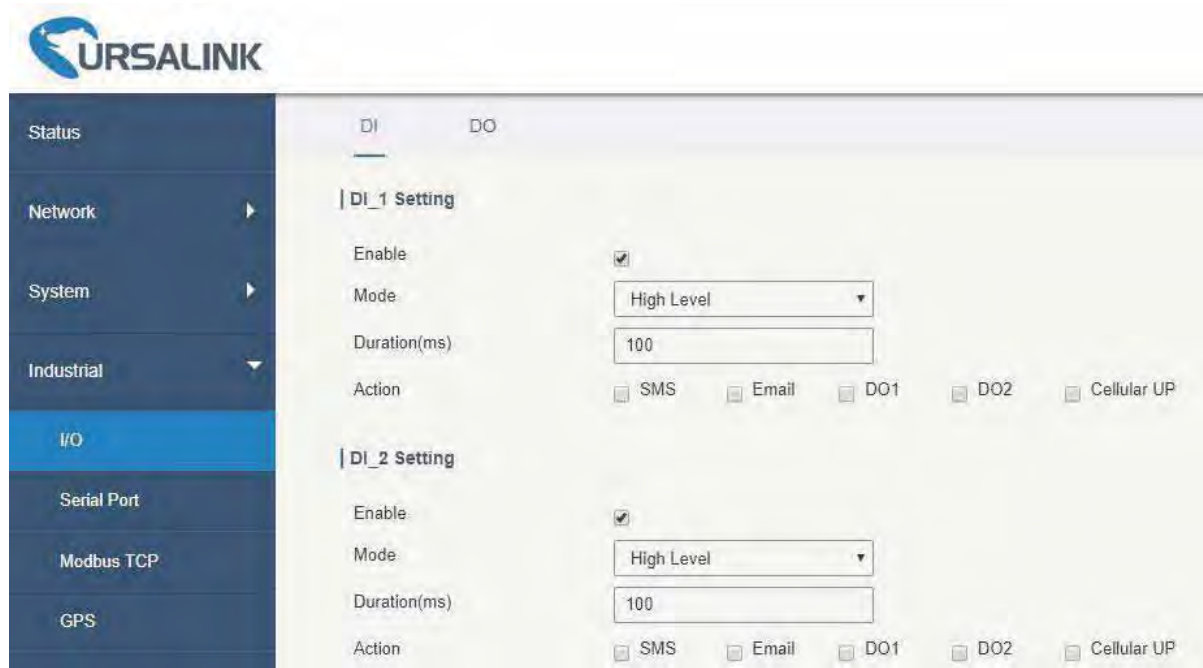 URSALINK
Status
Network
System
Industrial
I/O
Serial Port
Modbus TCP
GPS
DI DO
DI_1 Setting
Enable
Mode High Level
Duration(ms) 100
Action SMS Email DO1 DO2 Cellular UP
DI_2 Setting
Enable
Mode High Level
Duration(ms) 100
Action SMS Email DO1 DO2 Cellular UP